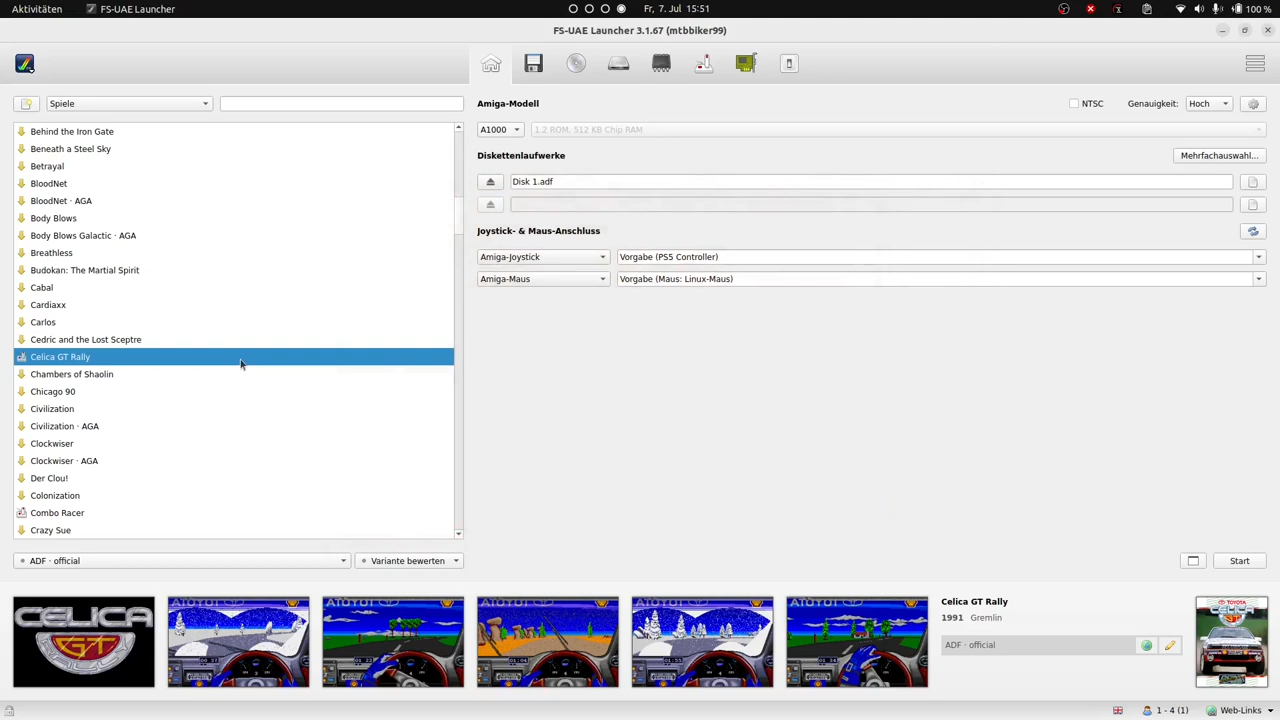 Aktivitäten
FS-UAE Launcher
Fr, 7. Jul 15:51
100 %
FS-UAE Launcher 3.1.67 (mtbbiker99)
Spiele
Behind the Iron Gate
Beneath a Steel Sky
Betrayal
BloodNet
BloodNet · AGA
Body Blows
Body Blows Galactic · AGA
Breathless
Budokan: The Martial Spirit
Cabal
Cardiaxx
Carlos
Cedric and the Lost Sceptre
Celica GT Rally
Chambers of Shaolin
Chicago 90
Civilization
Civilization · AGA
Clockwiser
Clockwiser · AGA
Der Clou!
Colonization
Combo Racer
Crazy Sue
ADF · official
Variante bewerten
Amiga-Modell
NTSC
Genauigkeit:
Hoch
A1000
1.2 ROM, 512 KB Chip RAM
Diskettenlaufwerke
Mehrfachauswahl...
Disk 1.adf
Joystick- & Maus-Anschluss
Amiga-Joystick
Vorgabe (PS5 Controller)
Amiga-Maus
Vorgabe (Maus: Linux-Maus)
Start
CELICA
GT
Celica GT Rally
1991 Gremlin
ADF · official
TOYOTA
CELICA
1 - 4 (1)
Web-Links